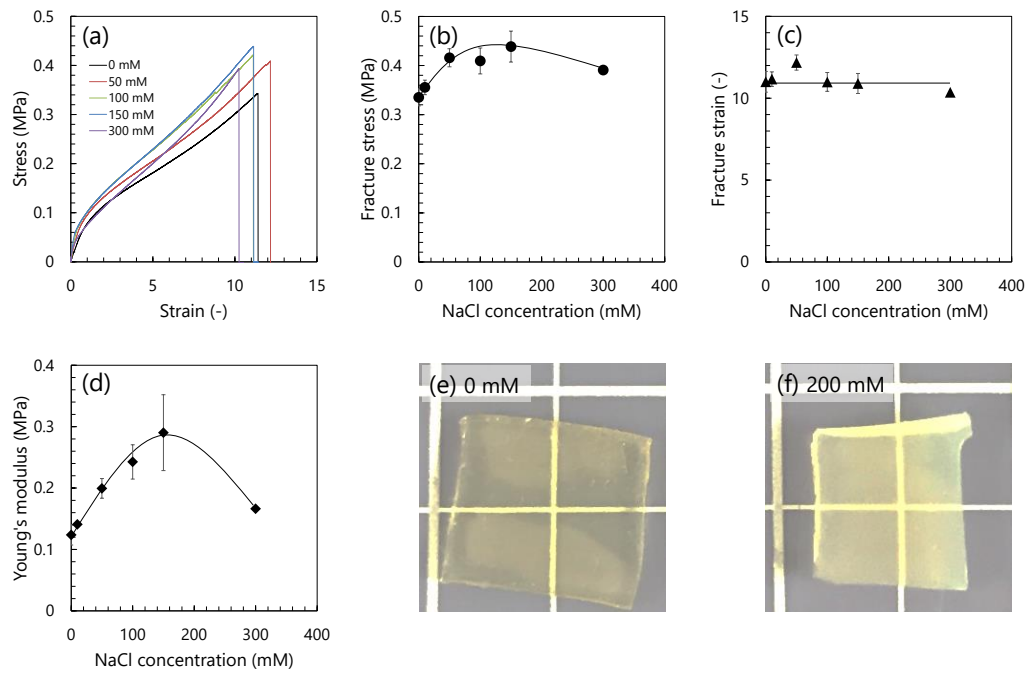 (a)
0.5
0.4
0.3
0.2
0.1
0
Stress (MPa)
0 mM
50 mM
100 mM
150 mM
300 mM
0 5 10 15
Strain (-)
(b)
0.5
0.4
0.3
0.2
0.1
0
Fracture stress (MPa)
0 100 200 300 400
NaCl concentration (mM)
(c)
15
10
5
0
Fracture strain (-)
0 100 200 300 400
NaCl concentration (mM)
(d)
0.4
0.3
0.2
0.1
0
Young's modulus (MPa)
0 100 200 300 400
NaCl concentration (mM)
(e) 0 mM
(f) 200 mM